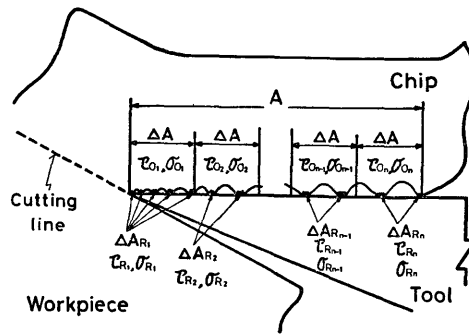 Chip
A
ΔA ΔA ΔA ΔA
τO1,σO1 τO2,σO2 τOn-1,σOn-1 τOn,σOn
Cutting
line
ΔAR1 ΔAR2 ΔARn-1 ΔARn
τR1,σR1 τR2,σR2 τRn-1 τRn
σRn-1 σRn
Workpiece
Tool